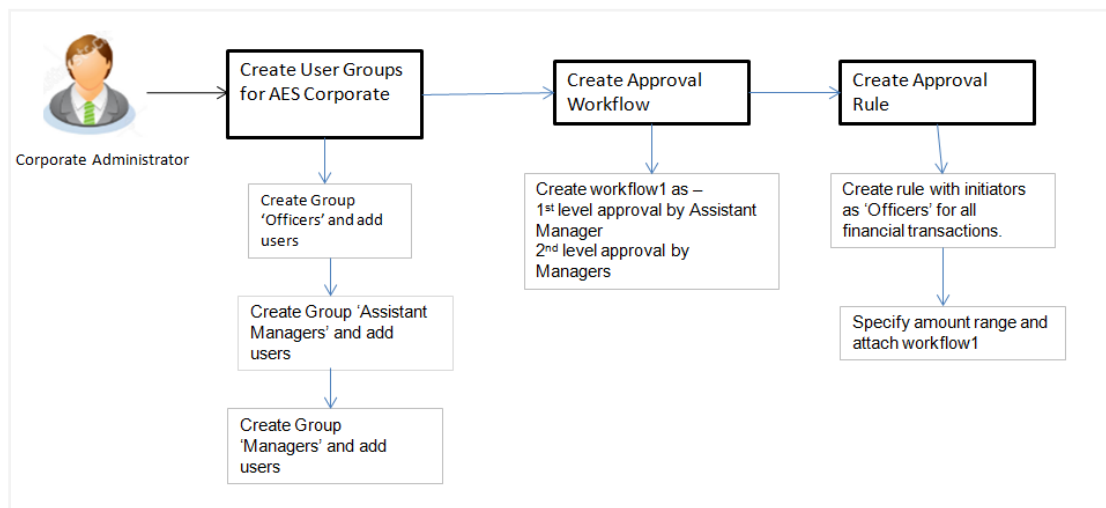 Corporate Administrator
Create User Groups
for AES Corporate
Create Group
‘Officers’ and add
users
Create Group ‘Assistant
Managers’ and add
users
Create Group
‘Managers’ and add
users
Create Approval
Workflow
Create workflow1 as –
1st level approval by Assistant
Manager
2nd level approval by
Managers
Create Approval
Rule
Create rule with initiators
as ‘Officers’ for all
financial transactions.
Specify amount range and
attach workflow1